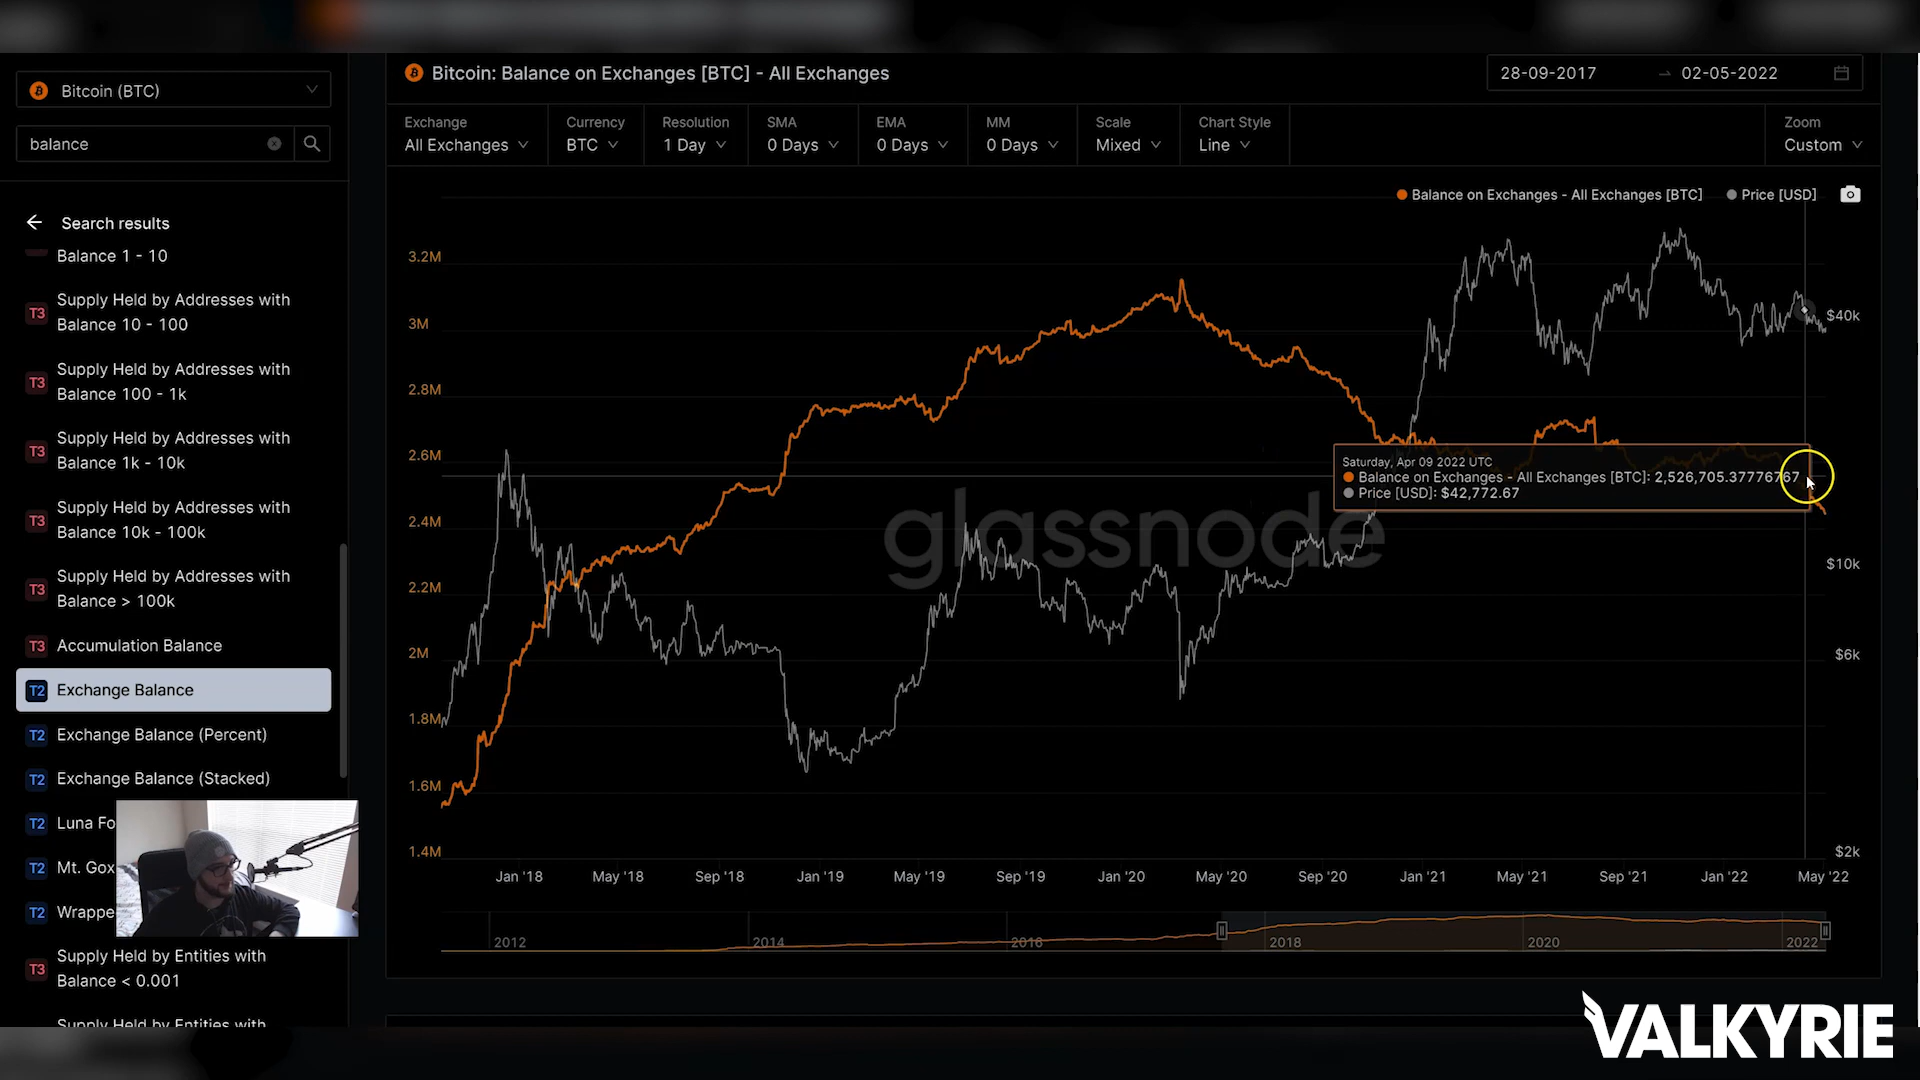 Bitcoin (BTC)
balance
Search results
Balance 1 - 10
T3 Supply Held by Addresses with
Balance 10 - 100
T3 Supply Held by Addresses with
Balance 100 - 1k
T3 Supply Held by Addresses with
Balance 1k - 10k
T3 Supply Held by Addresses with
Balance 10k - 100k
T3 Supply Held by Addresses with
Balance > 100k
T3 Accumulation Balance
T2 Exchange Balance
T2 Exchange Balance (Percent)
T2 Exchange Balance (Stacked)
T2 Luna Fo
T2 Mt. Gox
T2 Wrappe
T3 Supply Held by Entities with
Balance < 0.001
Supply Held by Entities with
Bitcoin: Balance on Exchanges [BTC] - All Exchanges
28-09-2017 → 02-05-2022
Exchange Currency Resolution SMA EMA MM Scale Chart Style Zoom
All Exchanges BTC 1 Day 0 Days 0 Days 0 Days Mixed Line Custom
Balance on Exchanges - All Exchanges [BTC] Price [USD]
3.2M
3M
2.8M
2.6M
2.4M
2.2M
2M
1.8M
1.6M
1.4M
$40k
$10k
$6k
$2k
Saturday, Apr 09 2022 UTC
Balance on Exchanges - All Exchanges [BTC]: 2,526,705.37776767
Price [USD]: $42,772.67
glassnode
Jan '18 May '18 Sep '18 Jan '19 May '19 Sep '19 Jan '20 May '20 Sep '20 Jan '21 May '21 Sep '21 Jan '22 May '22
2012 2014 2016 2018 2020 2022
VALKYRIE